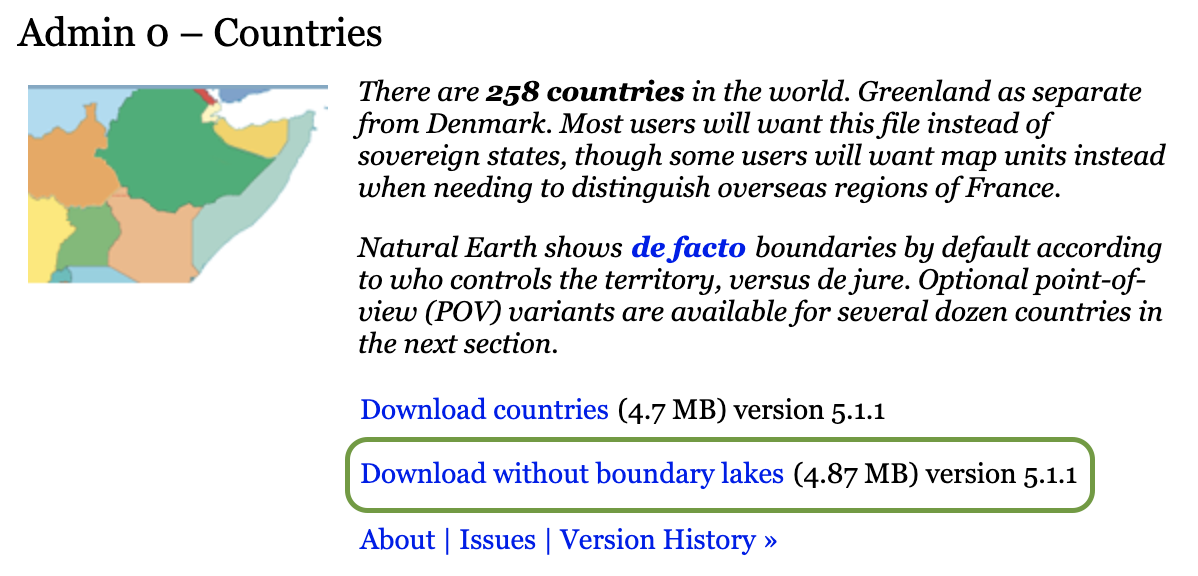 Admin 0 – Countries
There are 258 countries in the world. Greenland as separate
from Denmark. Most users will want this file instead of
sovereign states, though some users will want map units instead
when needing to distinguish overseas regions of France.
Natural Earth shows de facto boundaries by default according
to who controls the territory, versus de jure. Optional point-of-
view (POV) variants are available for several dozen countries in
the next section.
Download countries (4.7 MB) version 5.1.1
Download without boundary lakes (4.87 MB) version 5.1.1
About | Issues | Version History »